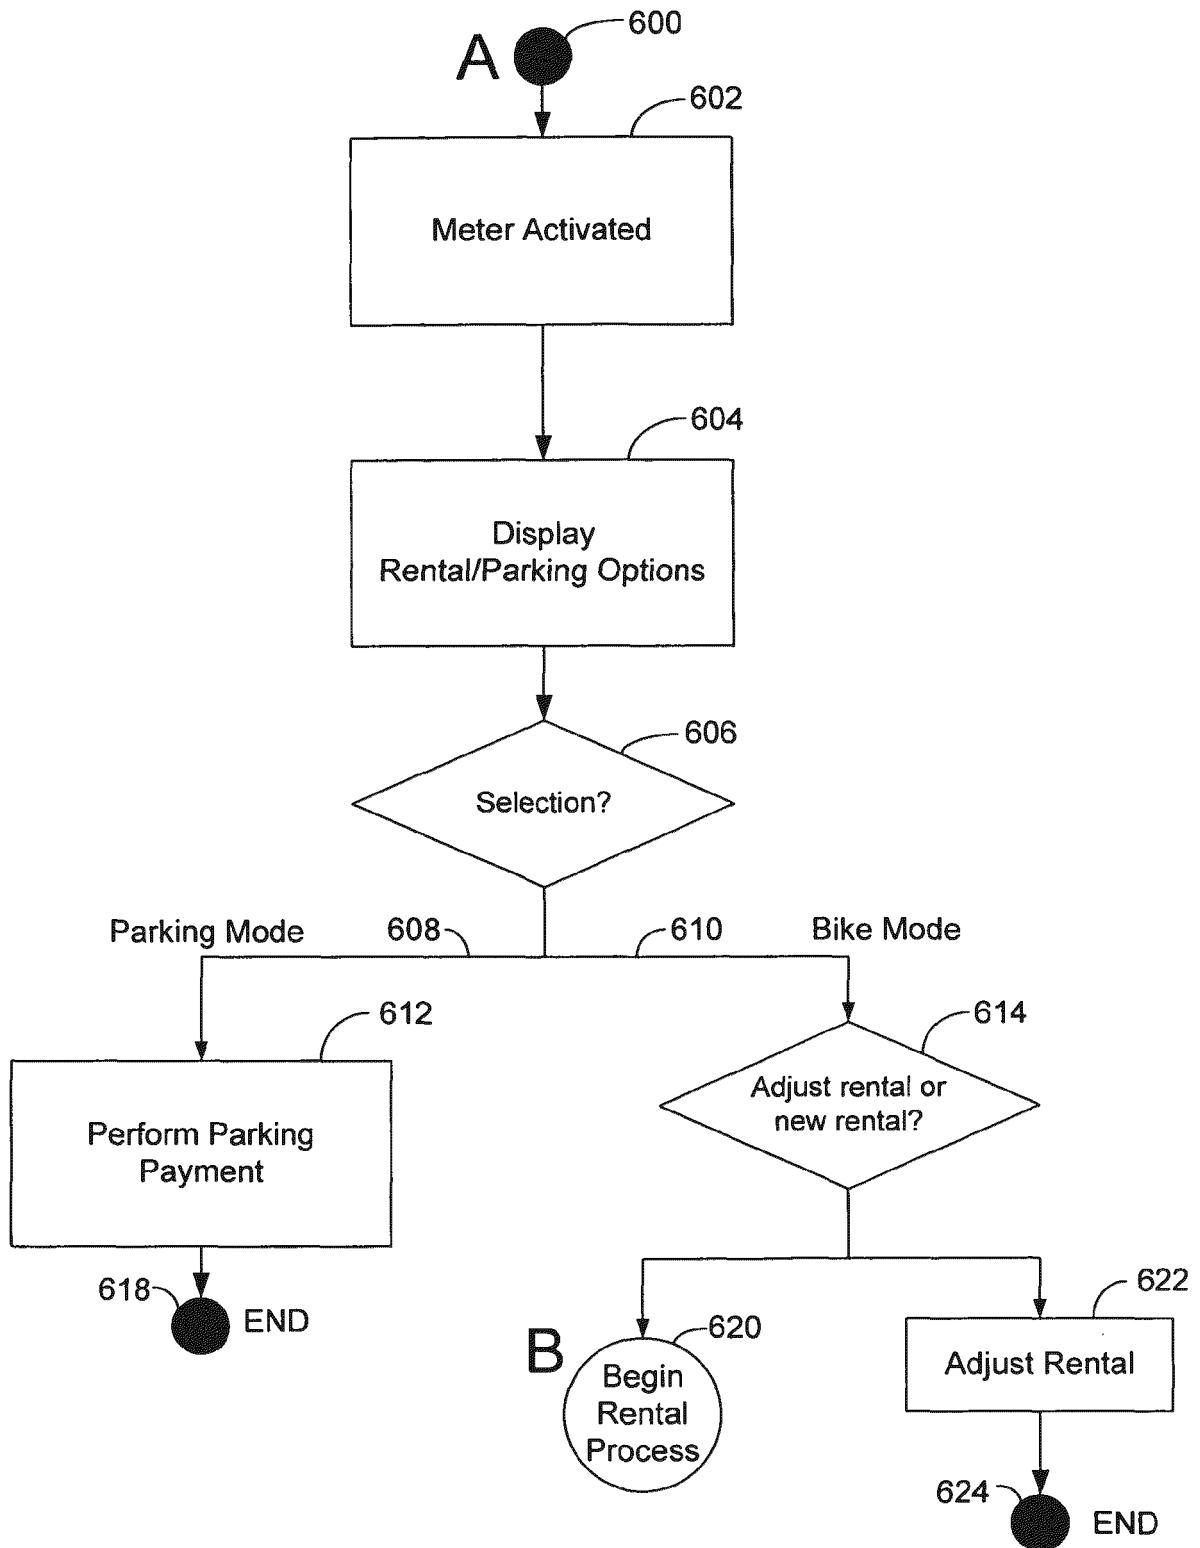 600
A
602
Meter Activated
604
Display
Rental/Parking Options
606
Selection?
Parking Mode
608
610
Bike Mode
612
614
Perform Parking
Payment
Adjust rental or
new rental?
618
END
620
622
B
Begin
Rental
Process
Adjust Rental
624
END